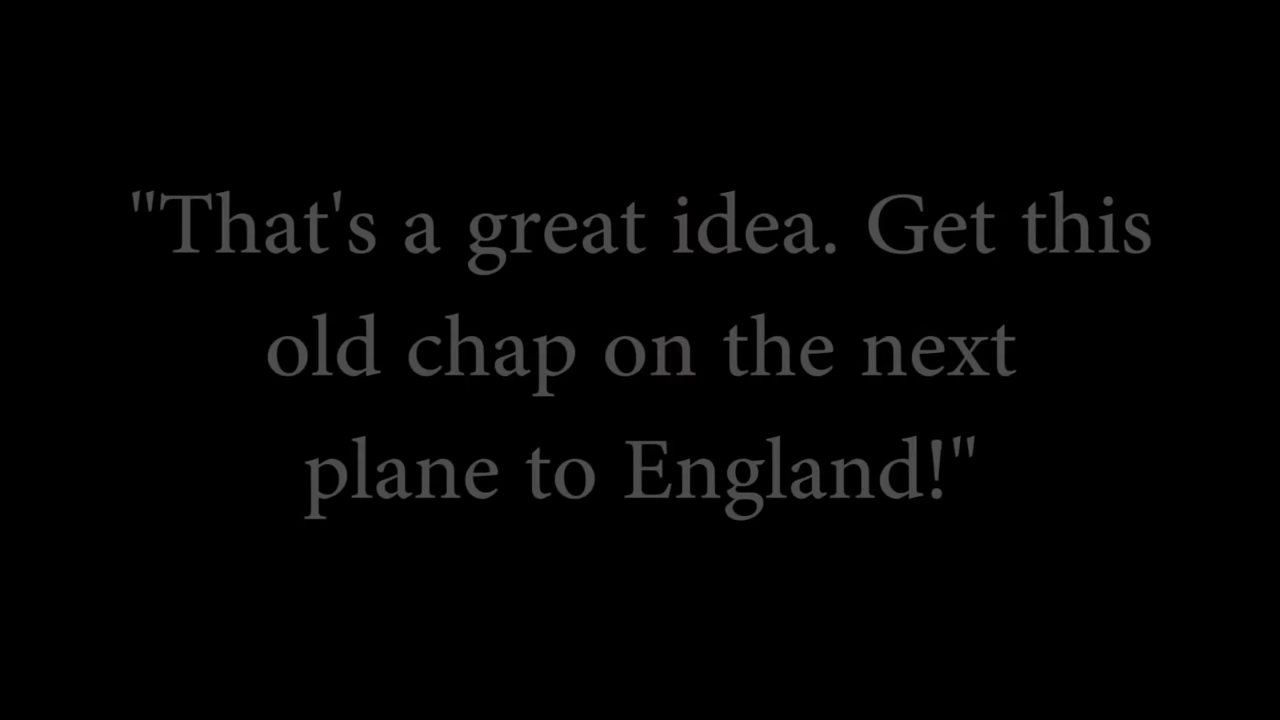 "That's a great idea. Get this
old chap on the next
plane to England!"